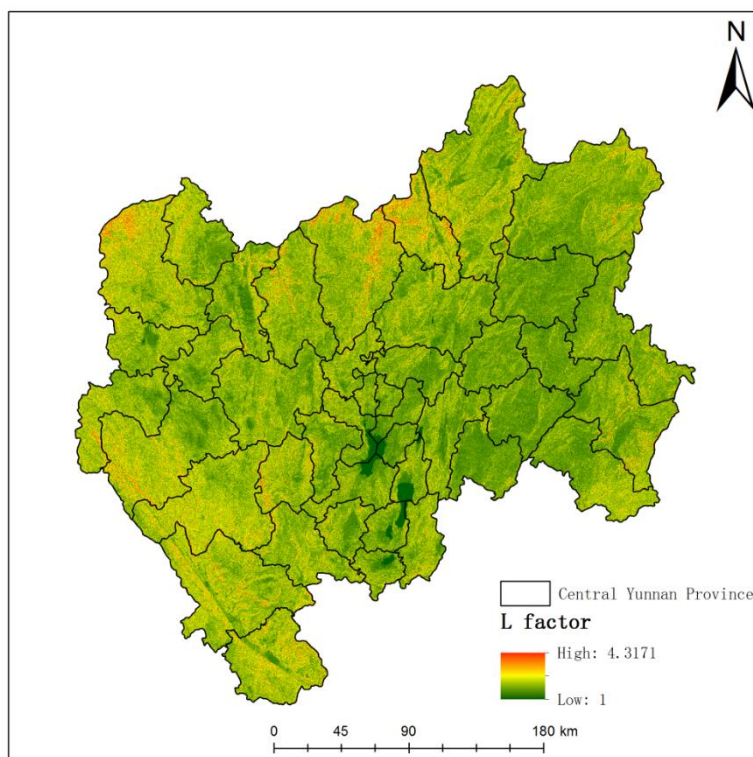 N
Central Yunnan Province
L factor
High: 4.3171
Low: 1
0 45 90 180 km